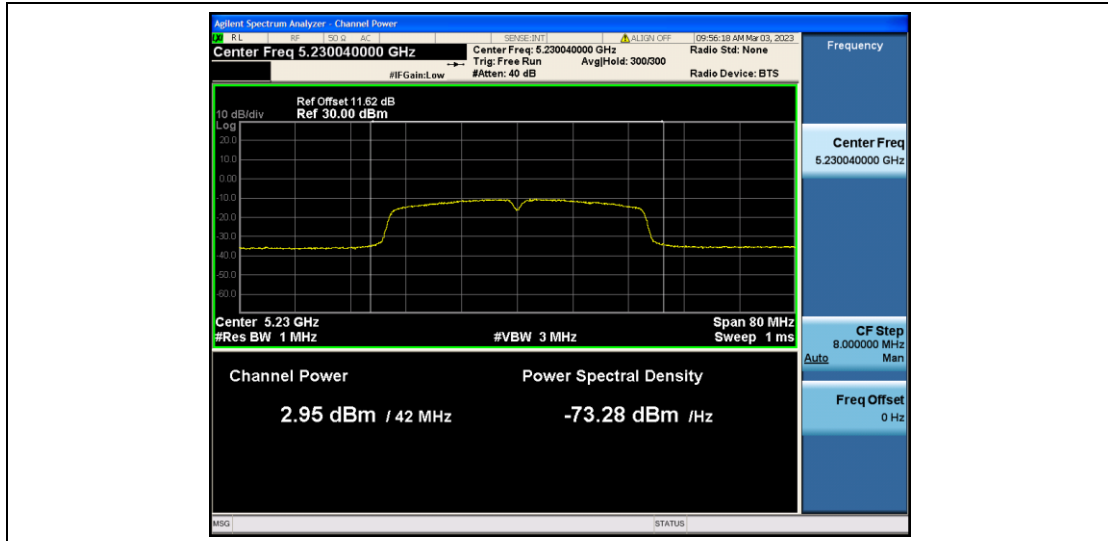 Agilent Spectrum Analyzer - Channel Power
RL RF 50 Ω AC SENSE:INT ALIGN OFF 09:56:18 AM Mar 03, 2023
Center Freq 5.230040000 GHz
Center Freq: 5.230040000 GHz
Radio Std: None
Trig: Free Run Avg|Hold: 300/300
#IFGain:Low
#Atten: 40 dB
Radio Device: BTS
Ref Offset 11.62 dB
10 dB/div Ref 30.00 dBm
Log
20.0
10.0
0.00
-10.0
-20.0
-30.0
-40.0
-50.0
-60.0
Center 5.23 GHz Span 80 MHz
#Res BW 1 MHz #VBW 3 MHz Sweep 1 ms
Channel Power Power Spectral Density
2.95 dBm / 42 MHz -73.28 dBm /Hz
MSG STATUS
Frequency
Center Freq
5.230040000 GHz
CF Step
8.000000 MHz
Auto Man
Freq Offset
0 Hz